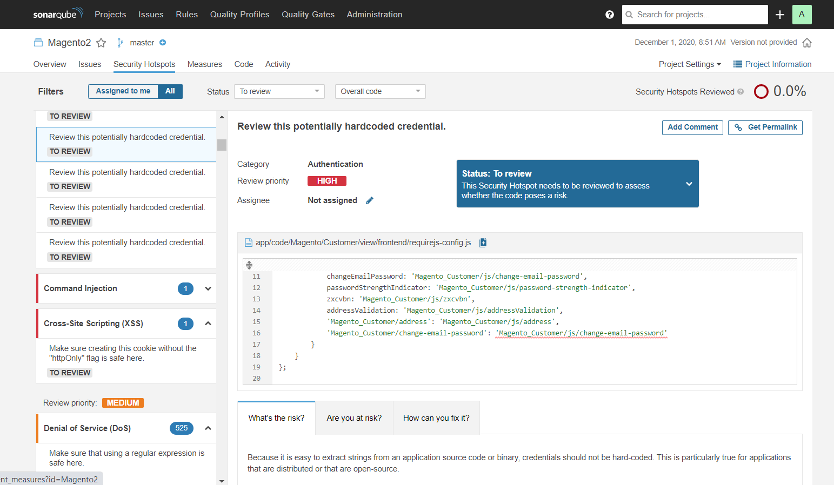 sonarqube Projects Issues Rules Quality Profiles Quality Gates Administration ? Search for projects + A
Magento2 master December 1, 2020, 6:51 AM Version not provided
Overview Issues Security Hotspots Measures Code Activity Project Settings Project Information
Filters Assigned to me All Status To review Overall code Security Hotspots Reviewed ? 0.0%
TO REVIEW
Review this potentially hardcoded credential.
TO REVIEW
Review this potentially hardcoded credential.
TO REVIEW
Review this potentially hardcoded credential.
TO REVIEW
Review this potentially hardcoded credential.
TO REVIEW
Command Injection 1
Cross-Site Scripting (XSS) 1
Make sure creating this cookie without the
"httpOnly" flag is safe here.
TO REVIEW
Review priority: MEDIUM
Denial of Service (DoS) 525
Make sure that using a regular expression is
safe here.
nt_measures?id=Magento2
Review this potentially hardcoded credential. Add Comment Get Permalink
Category Authentication
Review priority HIGH
Assignee Not assigned
Status: To review
This Security Hotspot needs to be reviewed to assess
whether the code poses a risk.
app/code/Magento/Customer/view/frontend/requirejs-config.js
11 changeEmailPassword: 'Magento_Customer/js/change-email-password',
12 passwordStrengthIndicator: 'Magento_Customer/js/password-strength-indicator',
13 zxcvbn: 'Magento_Customer/js/zxcvbn',
14 addressValidation: 'Magento_Customer/js/addressValidation',
15 'Magento_Customer/address': 'Magento_Customer/js/address',
16 'Magento_Customer/change-email-password': 'Magento_Customer/js/change-email-password'
17 }
18 }
19 };
20
What's the risk? Are you at risk? How can you fix it?
Because it is easy to extract strings from an application source code or binary, credentials should not be hard-coded. This is particularly true for applications
that are distributed or that are open-source.